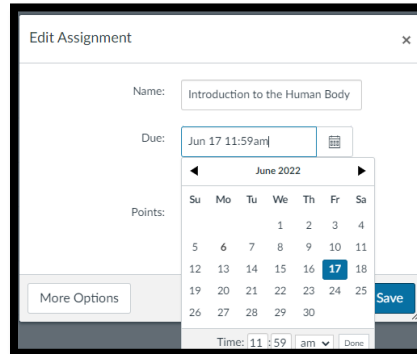 Edit Assignment ×
Name: Introduction to the Human Body
Due: Jun 17 11:59am
June 2022
Su Mo Tu We Th Fr Sa
Points:
1 2 3 4
5 6 7 8 9 10 11
12 13 14 15 16 17 18
19 20 21 22 23 24 25
More Options Save
26 27 28 29 30
Time: 11 : 59 am Done